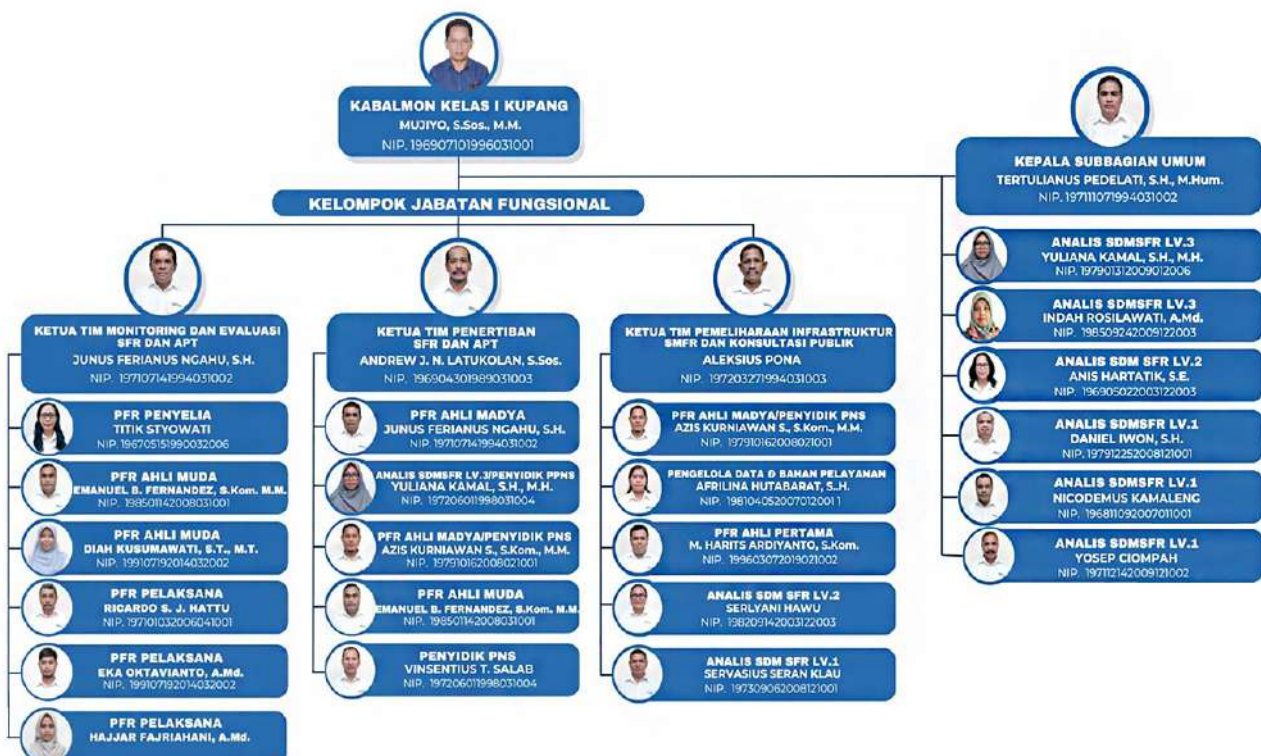 KABALMON KELAS I KUPANG
MUJIYO, S.Sos., M.M.
NIP. 196907101996031001
KEPALA SUBBAGIAN UMUM
TERTULIANUS PEDELATI, S.H., M.Hum.
NIP. 197111071994031002
ANALIS SDMSFR LV.3
YULIANA KAMAL, S.H., M.H.
NIP. 197901312009012006
ANALIS SDMSFR LV.3
INDAH ROSILAWATI, A.Md.
NIP. 198509242009122003
ANALIS SDM SFR LV.2
ANIS HARTATIK, S.E.
NIP. 196905022003122003
ANALIS SDMSFR LV.1
DANIEL IWON, S.H.
NIP. 197912252008121001
ANALIS SDMSFR LV.1
NICODEMUS KAMALENG
NIP. 196811092007011001
ANALIS SDMSFR LV.1
YOSEP CIOMPAH
NIP. 197112142009121002
KELOMPOK JABATAN FUNGSIONAL
KETUA TIM MONITORING DAN EVALUASI
SFR DAN APT
JUNUS FERIANUS NGAHU, S.H.
NIP. 197107141994031002
PFR PENYELIA
TITIK STYOWATI
NIP. 196705151990032006
PFR AHLI MUDA
EMANUEL B. FERNANDEZ, S.Kom. M.M.
NIP. 198501142008031001
PFR AHLI MUDA
DIAH KUSUMAWATI, S.T., M.T.
NIP. 199107192014032002
PFR PELAKSANA
RICARDO S. J. HATTU
NIP. 197101032006041001
PFR PELAKSANA
EKA OKTAVIANTO, A.Md.
NIP. 199107192014032002
PFR PELAKSANA
HAJJAR FAJRIAHANI, A.Md.
KETUA TIM PENERTIBAN
SFR DAN APT
ANDREW J. N. LATUKOLAN, S.Sos.
NIP. 196904301989031003
PFR AHLI MADYA
JUNUS FERIANUS NGAHU, S.H.
NIP. 197107141994031002
ANALIS SDMSFR LV.3/PENYIDIK PPNS
YULIANA KAMAL, S.H., M.H.
NIP. 197206011998031004
PFR AHLI MADYA/PENYIDIK PNS
AZIS KURNIAWAN S., S.Kom., M.M.
NIP. 197910162008021001
PFR AHLI MUDA
EMANUEL B. FERNANDEZ, S.Kom. M.M.
NIP. 198501142008031001
PENYIDIK PNS
VINSENTIUS T. SALAB
NIP. 197206011998031004
KETUA TIM PEMELIHARAAN INFRASTRUKTUR
SMFR DAN KONSULTASI PUBLIK
ALEKSIUS PONA
NIP. 197203271994031003
PFR AHLI MADYA/PENYIDIK PNS
AZIS KURNIAWAN S., S.Kom., M.M.
NIP. 197910162008021001
PENGELOLA DATA & BAHAN PELAYANAN
AFRILINA HUTABARAT, S.H.
NIP. 19810405200701200 1 1
PFR AHLI PERTAMA
M. HARITS ARDIYANTO, S.Kom.
NIP. 199603072019021002
ANALIS SDM SFR LV.2
SERLYANI HAWU
NIP. 198209142003122003
ANALIS SDM SFR LV.1
SERVASIUS SERAN KLAU
NIP. 197309062008121001